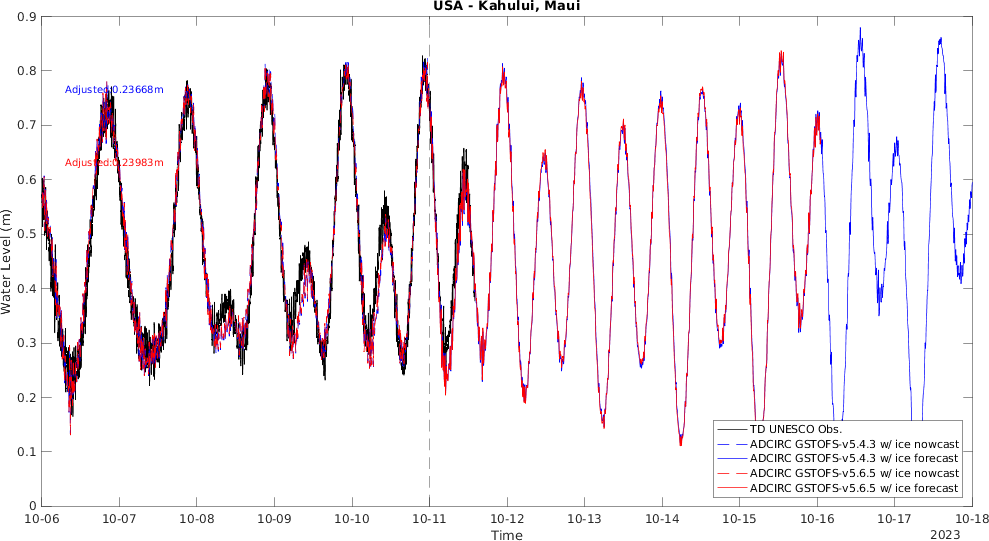 USA - Kahului, Maui
0.9
0.8
0.7
0.6
0.5
0.4
0.3
0.2
0.1
0
Water Level (m)
Adjusted:0.23668m
Adjusted:0.23983m
TD UNESCO Obs.
ADCIRC GSTOFS-v5.4.3 w/ ice nowcast
ADCIRC GSTOFS-v5.4.3 w/ ice forecast
ADCIRC GSTOFS-v5.6.5 w/ ice nowcast
ADCIRC GSTOFS-v5.6.5 w/ ice forecast
10-06 10-07 10-08 10-09 10-10 10-11 10-12 10-13 10-14 10-15 10-16 10-17 10-18
Time
2023